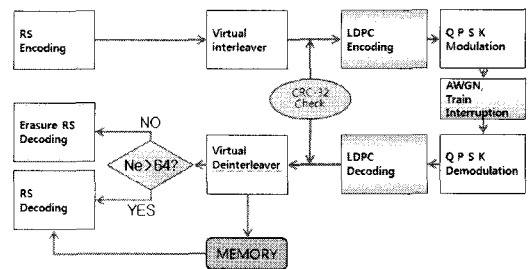 RS
Encoding
Virtual
interleaver
LDPC
Encoding
Q P S K
Modulation
CRC-32
Check
AWGN,
Train
Interruption
Erasure RS
Decoding
NO
Ne>64?
YES
RS
Decoding
Virtual
Deinterleaver
LDPC
Decoding
Q P S K
Demodulation
MEMORY